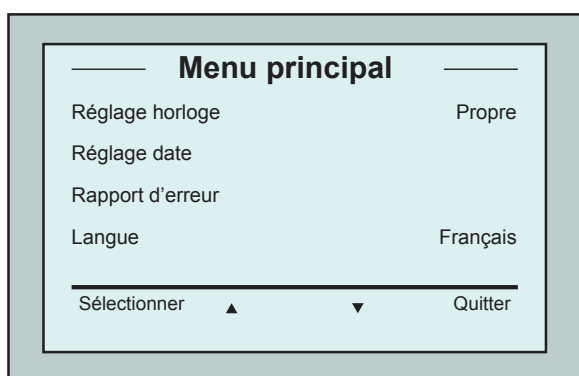 Menu principal
Réglage horloge Propre
Réglage date
Rapport d’erreur
Langue Français
Sélectionner ▲ ▼ Quitter